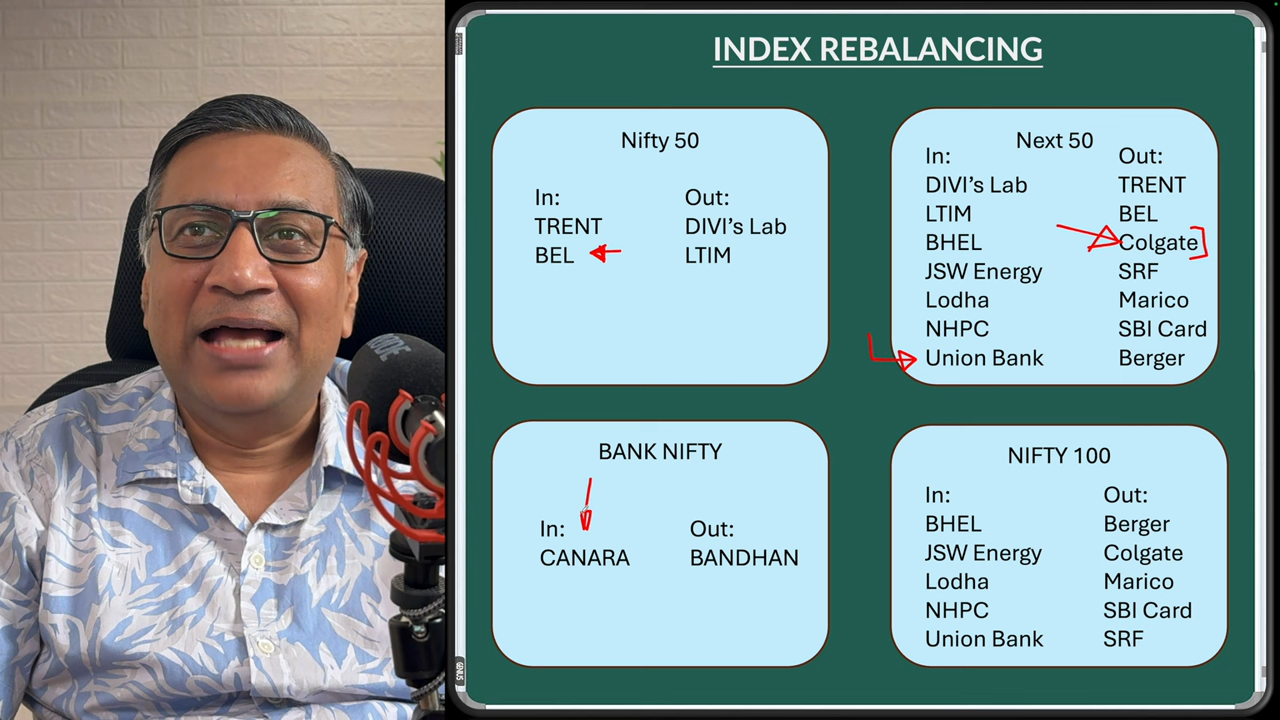 INDEX REBALANCING
Nifty 50
In: Out:
TRENT DIVI's Lab
BEL LTIM
Next 50
In: Out:
DIVI's Lab TRENT
LTIM BEL
BHEL Colgate
JSW Energy SRF
Lodha Marico
NHPC SBI Card
Union Bank Berger
BANK NIFTY
In: Out:
CANARA BANDHAN
NIFTY 100
In: Out:
BHEL Berger
JSW Energy Colgate
Lodha Marico
NHPC SBI Card
Union Bank SRF
RODE
GENIUS